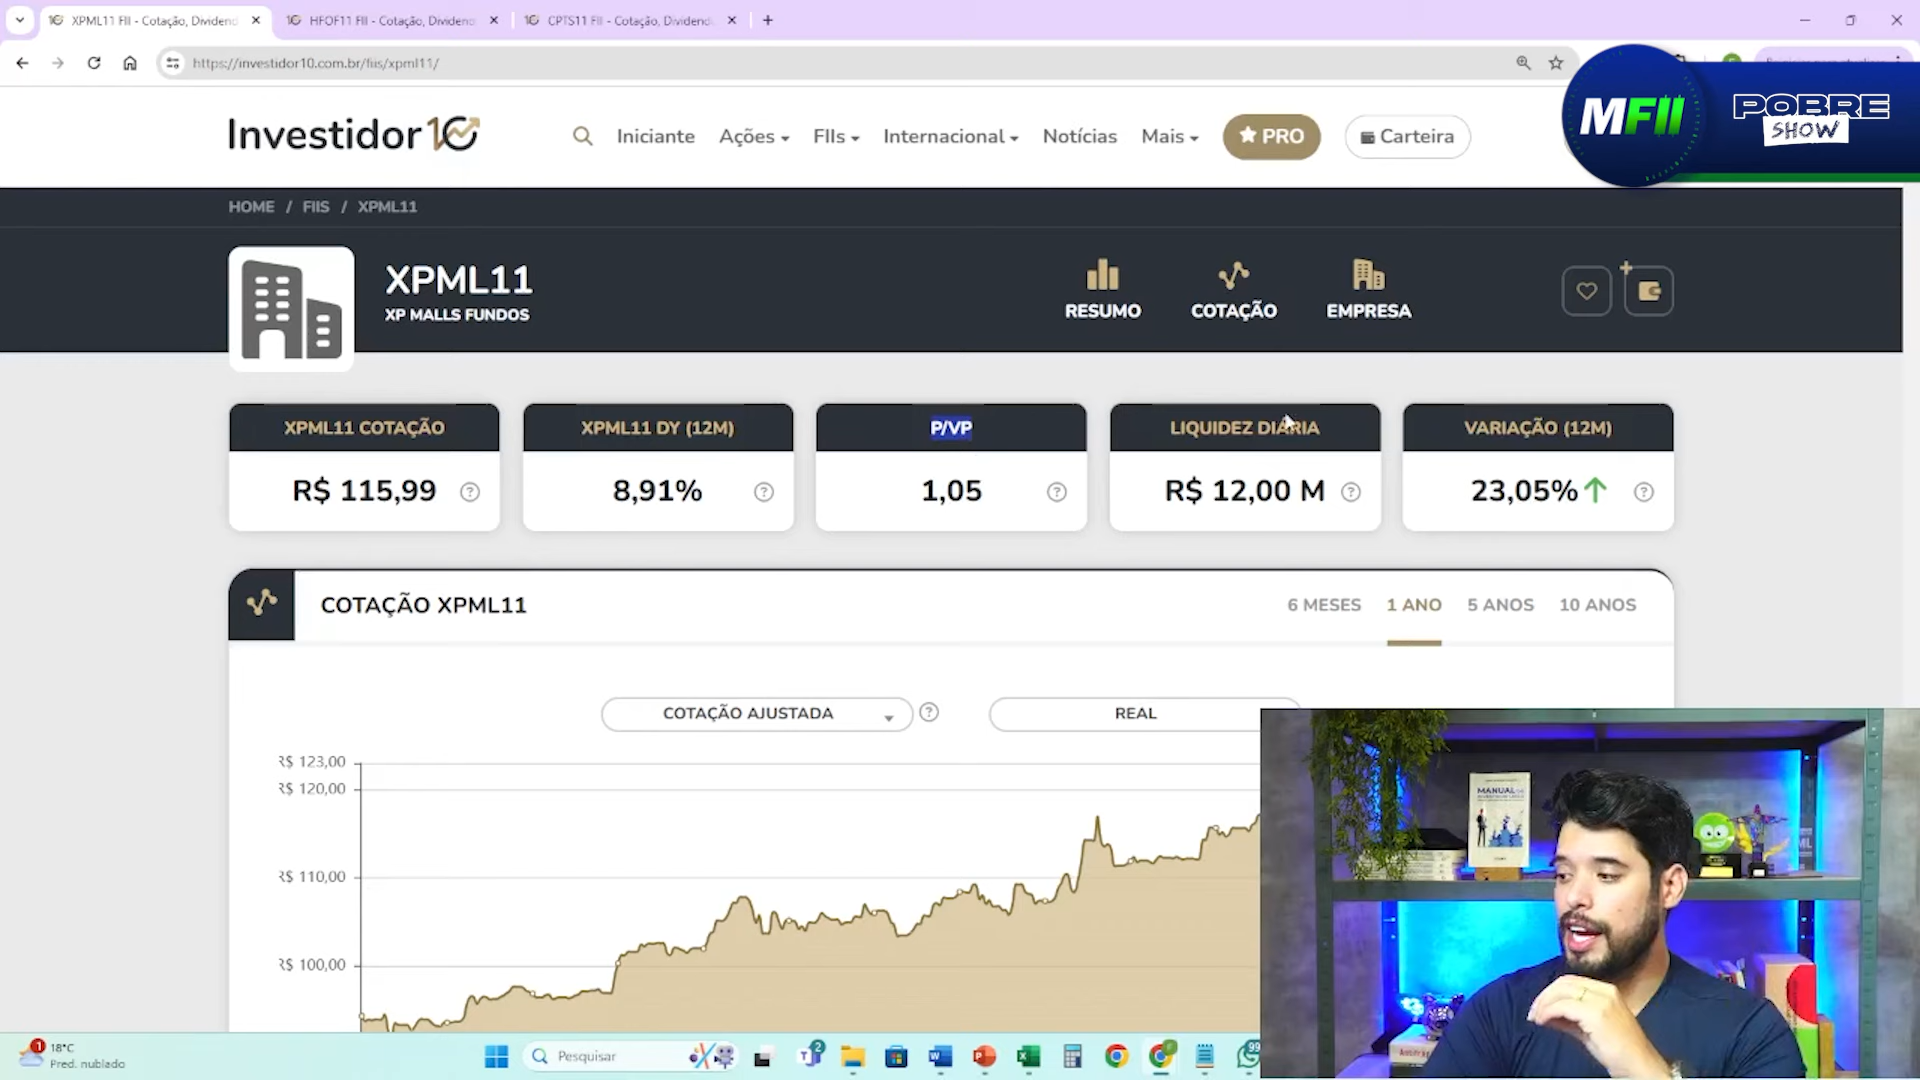 XPML11 FII - Cotação, Dividend
HFOF11 FII - Cotação, Dividend
CPTS11 FII - Cotação, Dividend
https://investidor10.com.br/fiis/xpml11/
Investidor10
Iniciante
Ações
FIIs
Internacional
Notícias
Mais
PRO
Carteira
MFII
POBRE
SHOW
HOME / FIIS / XPML11
XPML11
XP MALLS FUNDOS
RESUMO
COTAÇÃO
EMPRESA
XPML11 COTAÇÃO
R$ 115,99
XPML11 DY (12M)
8,91%
P/VP
1,05
LIQUIDEZ DIÁRIA
R$ 12,00 M
VARIAÇÃO (12M)
23,05%
COTAÇÃO XPML11
6 MESES
1 ANO
5 ANOS
10 ANOS
COTAÇÃO AJUSTADA
REAL
R$ 123,00
R$ 120,00
R$ 110,00
R$ 100,00
MANUAL
1
18°C
Pred. nublado
Pesquisar
2
99